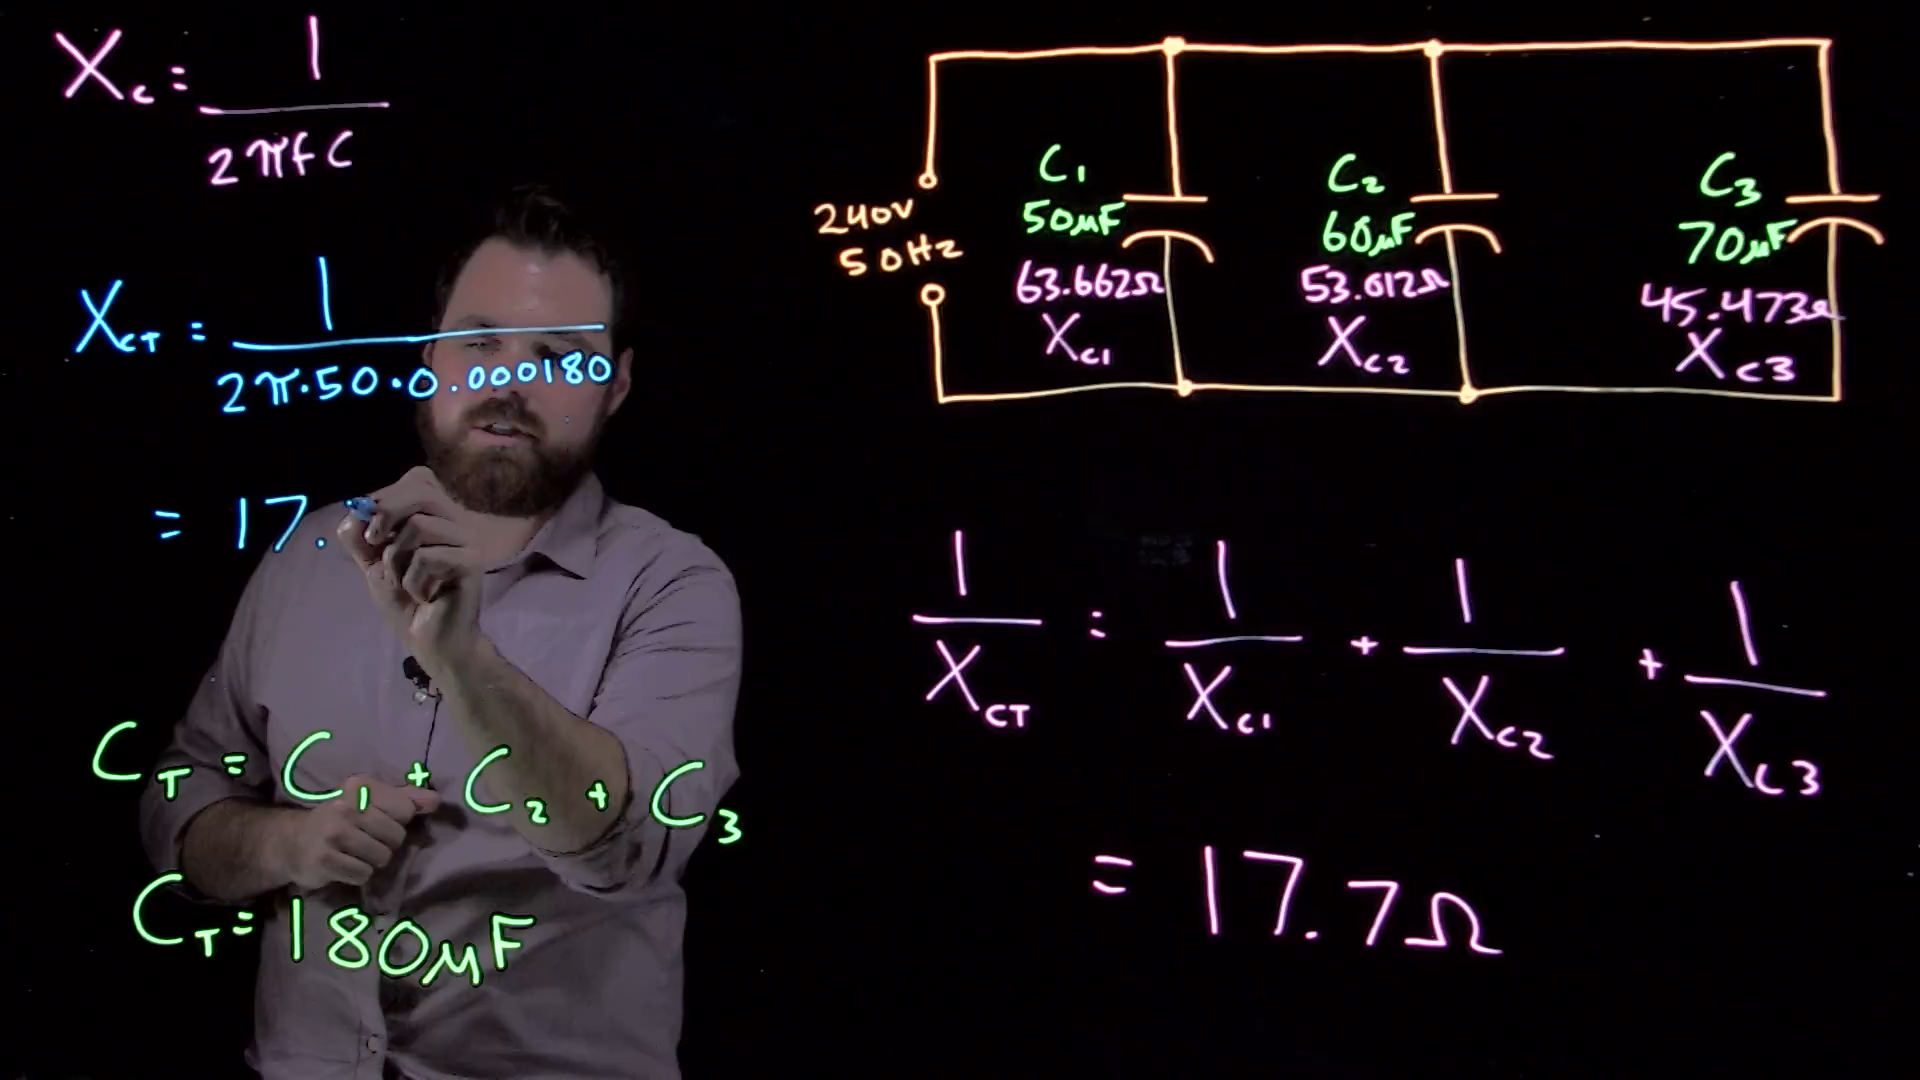 Xc = 1
2πfC
XCT = 1
2π·50·0.000180
= 17.
CT = C1 + C2 + C3
CT = 180μF
240V
50Hz
C1
50μF
63.662Ω
XC1
C2
60μF
53.012Ω
XC2
C3
70μF
45.473Ω
XC3
1 = 1 + 1 + 1
XCT XC1 XC2 XC3
= 17.7Ω